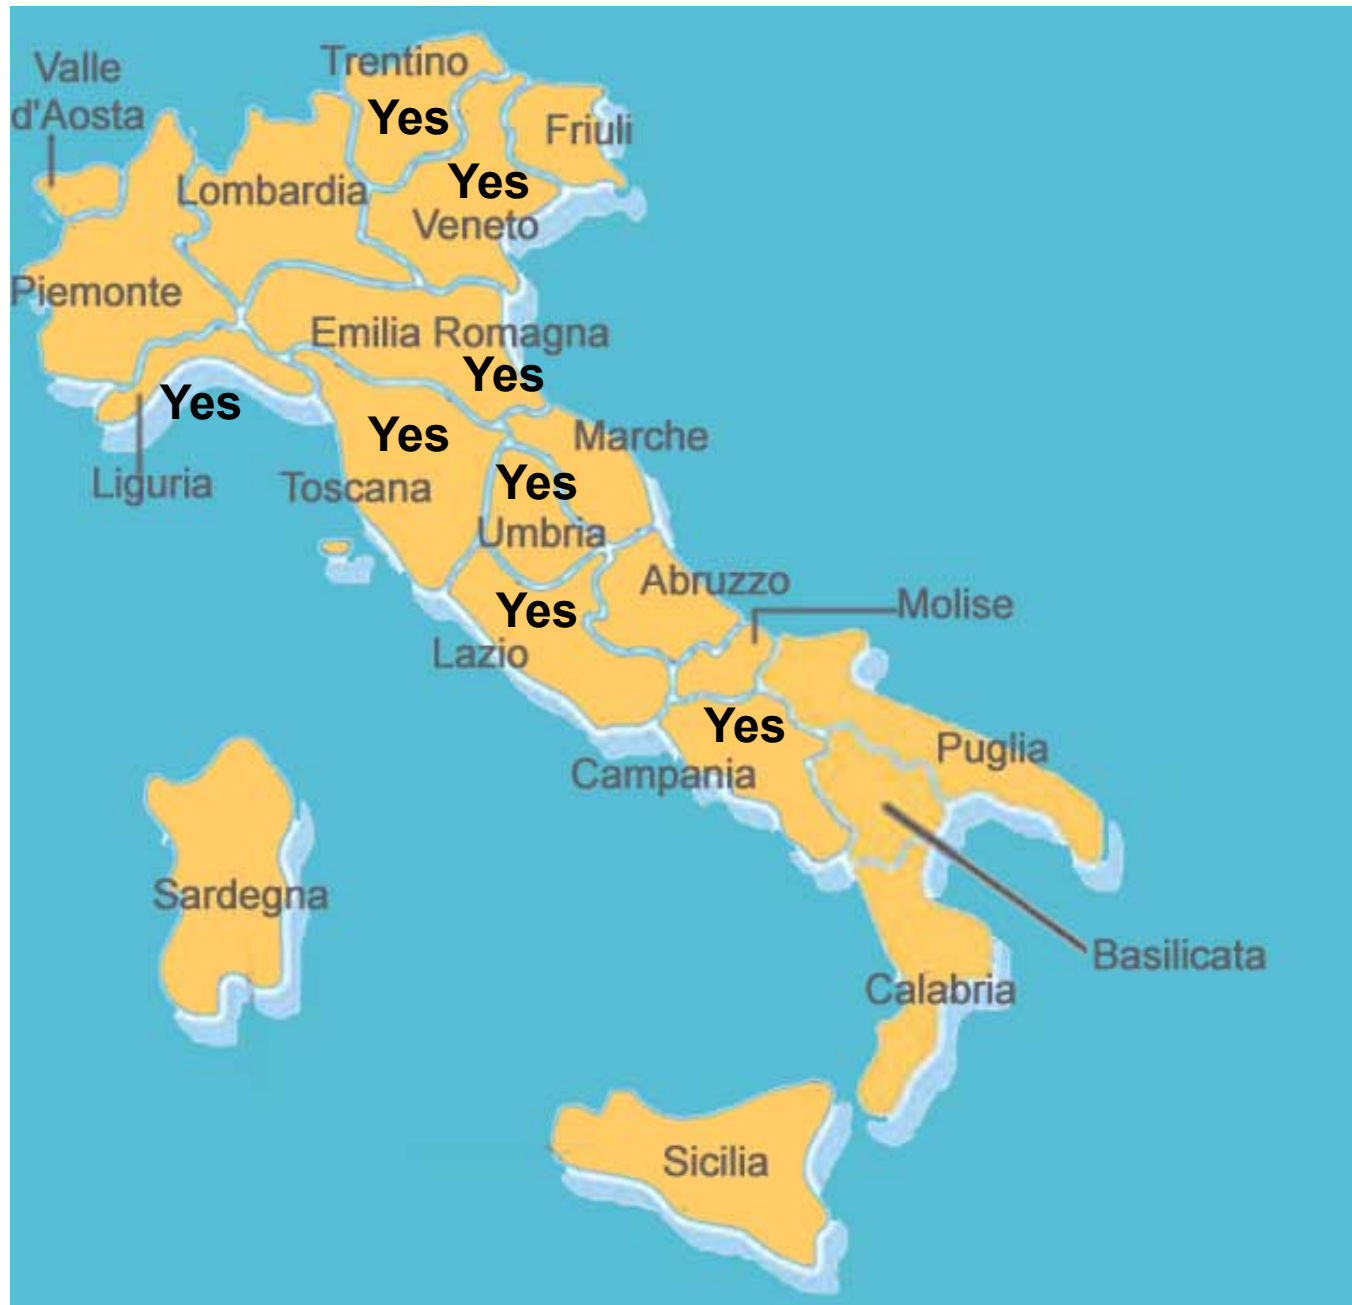 Trentino
Valle
d'Aosta
Yes
Friuli
Lombardia
Yes
Veneto
Piemonte
Emilia Romagna
Yes
Yes
Yes
Marche
Liguria
Toscana
Yes
Umbria
Abruzzo
Molise
Yes
Lazio
Yes
Puglia
Campania
Sardegna
Basilicata
Calabria
Sicilia